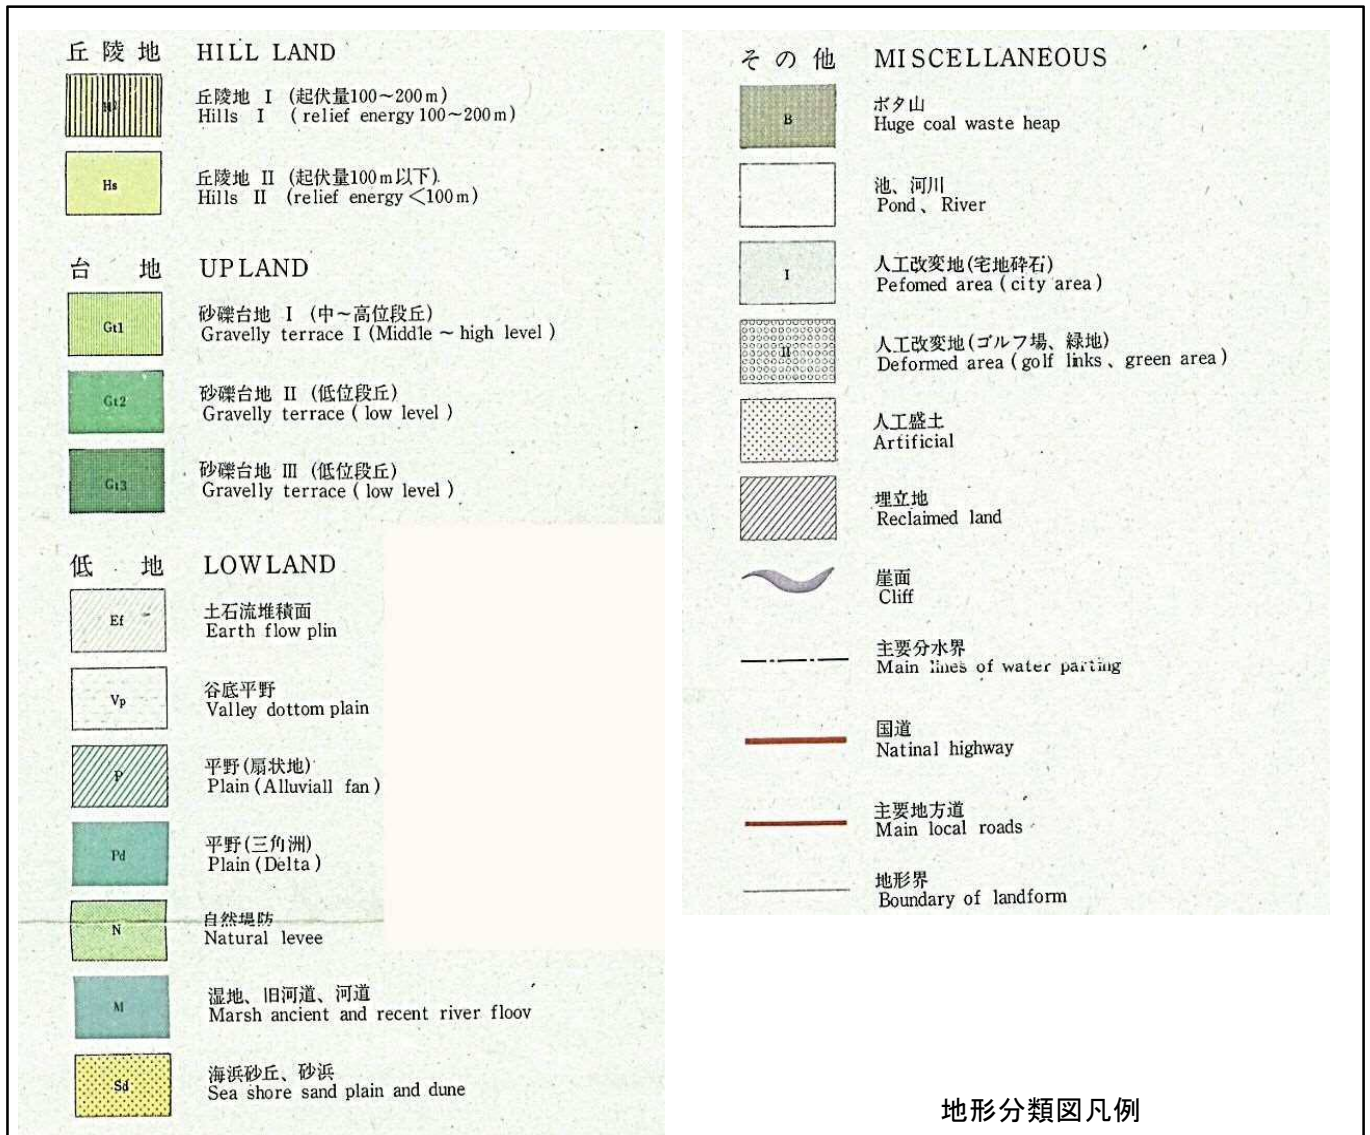 丘陵地 HILL LAND
Hl
丘陵地 I (起伏量100～200m)
Hills I (relief energy 100～200m)
Hs
丘陵地 II (起伏量100m以下)
Hills II (relief energy＜100m)
台地 UPLAND
Gt1
砂礫台地 I (中～高位段丘)
Gravelly terrace I (Middle ～ high level)
Gt2
砂礫台地 II (低位段丘)
Gravelly terrace (low level)
Gt3
砂礫台地 III (低位段丘)
Gravelly terrace (low level)
低地 LOWLAND
Ef
土石流堆積面
Earth flow plin
Vp
谷底平野
Valley dottom plain
P
平野(扇状地)
Plain (Alluviall fan)
Pd
平野(三角洲)
Plain (Delta)
N
自然堤防
Natural levee
M
湿地、旧河道、河道
Marsh ancient and recent river floov
Sd
海浜砂丘、砂浜
Sea shore sand plain and dune
その他 MISCELLANEOUS
B
ボタ山
Huge coal waste heap
池、河川
Pond、River
I
人工改変地(宅地砕石)
Pefomed area (city area)
II
人工改変地(ゴルフ場、緑地)
Deformed area (golf links、green area)
人工盛土
Artificial
埋立地
Reclaimed land
崖面
Cliff
主要分水界
Main lines of water parting
国道
Natinal highway
主要地方道
Main local roads
地形界
Boundary of landform
地形分類図凡例